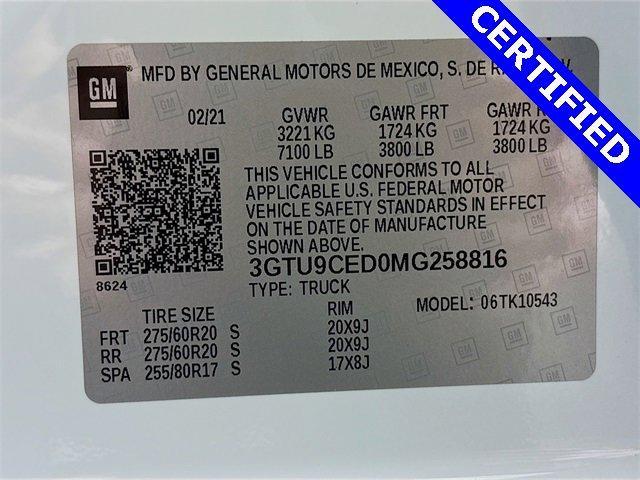 CERTIFIED
GM
MFD BY GENERAL MOTORS DE MEXICO, S. DE
02/21 GVWR GAWR FRT GAWR
3221 KG 1724 KG 1724 KG
7100 LB 3800 LB 3800 LB
THIS VEHICLE CONFORMS TO ALL
APPLICABLE U.S. FEDERAL MOTOR
VEHICLE SAFETY STANDARDS IN EFFECT
ON THE DATE OF MANUFACTURE
SHOWN ABOVE.
3GTU9CED0MG258816
8624
TYPE: TRUCK
MODEL: 06TK10543
TIRE SIZE RIM
FRT 275/60R20 S 20X9J
RR 275/60R20 S 20X9J
SPA 255/80R17 S 17X8J